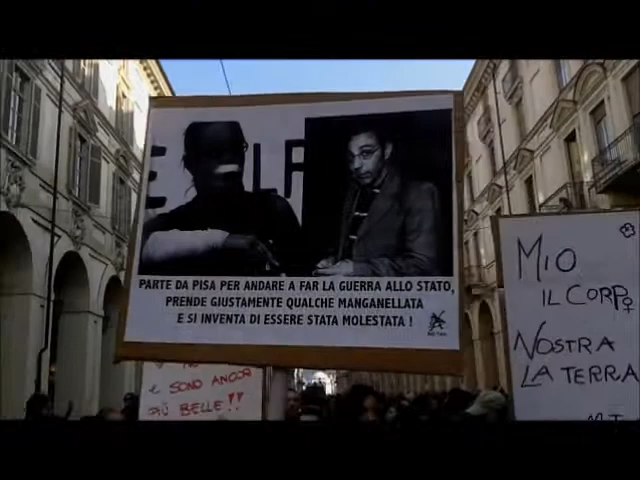 PARTE DA PISA PER ANDARE A FAR LA GUERRA ALLO STATO,
PRENDE GIUSTAMENTE QUALCHE MANGANELLATA
E SI INVENTA DI ESSERE STATA MOLESTATA !
E SONO ANCOR
PIÙ BELLE !!
MIO
IL CORPO
NOSTRA
LA TERRA